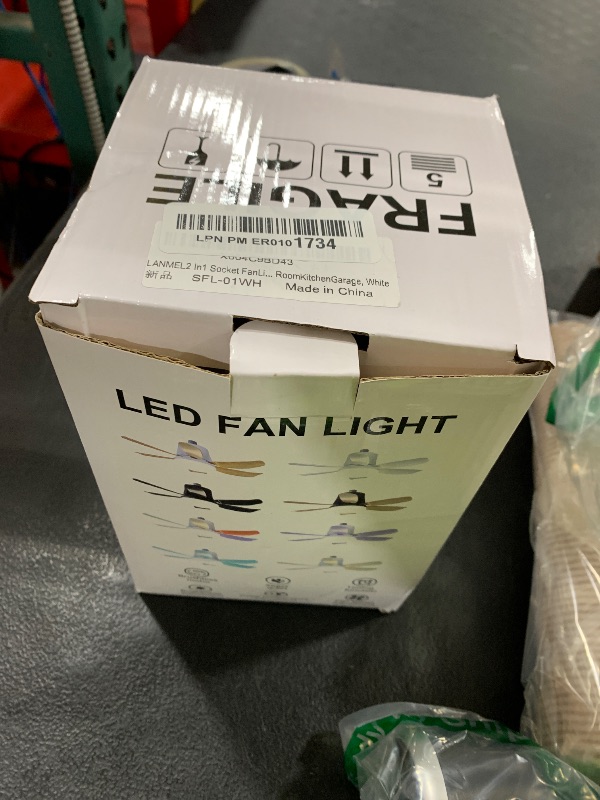 5
FRAGILE
LPN PM ER0101734
X004C9BD43
LANMEL2 In1 Socket FanLi... RoomKitchenGarage, White
新品 SFL-01WH Made in China
LED FAN LIGHT